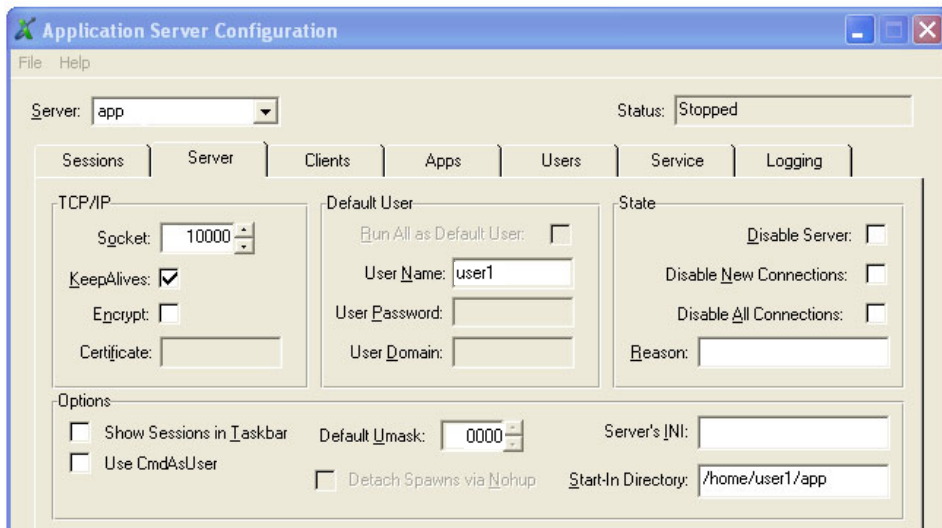 Application Server Configuration
File Help
Server: app Status: Stopped
Sessions Server Clients Apps Users Service Logging
TCP/IP Default User State
Socket: 10000 Run All as Default User: Disable Server:
KeepAlives: User Name: user1 Disable New Connections:
Encrypt: User Password: Disable All Connections:
Certificate: User Domain: Reason:
Options
Show Sessions in Taskbar Default Umask: 0000 Server's INI:
Use CmdAsUser Detach Spawns via Nohup Start-In Directory: /home/user1/app